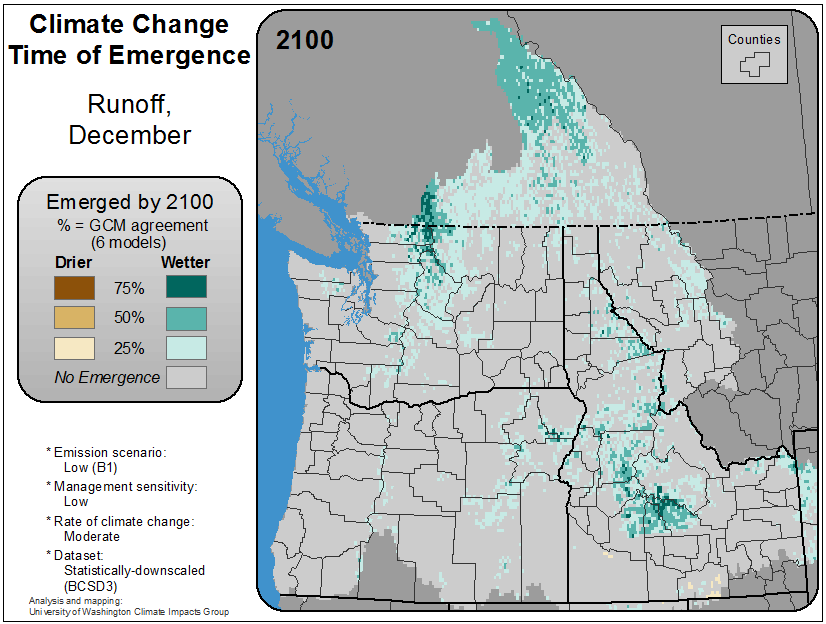 Climate Change
Time of Emergence
Runoff,
December
Emerged by 2100
% = GCM agreement
(6 models)
Drier Wetter
75%
50%
25%
No Emergence
* Emission scenario:
Low (B1)
* Management sensitivity:
Low
* Rate of climate change:
Moderate
* Dataset:
Statistically-downscaled
(BCSD3)
Analysis and mapping:
University of Washington Climate Impacts Group
2100
Counties